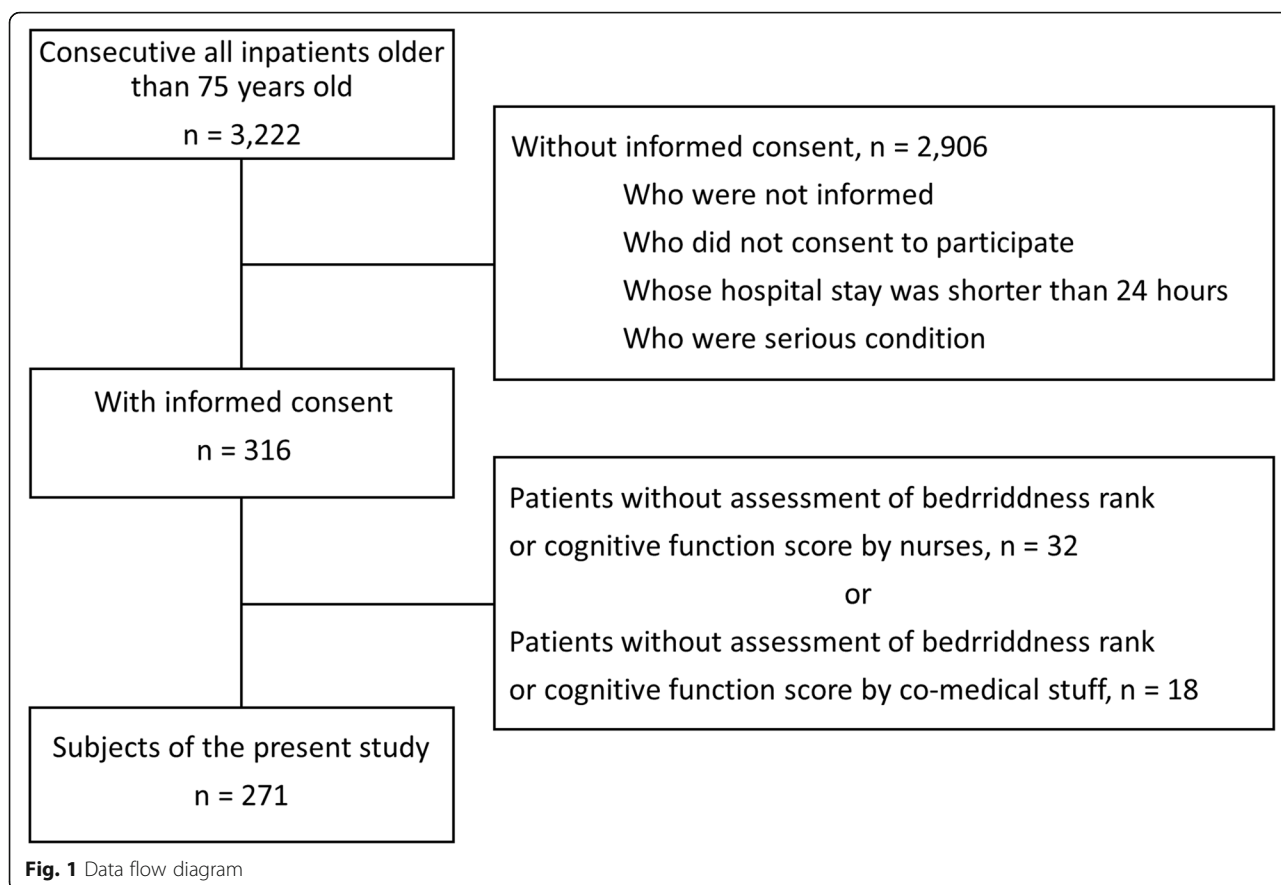 Consecutive all inpatients older
than 75 years old
n = 3,222
Without informed consent, n = 2,906
Who were not informed
Who did not consent to participate
Whose hospital stay was shorter than 24 hours
Who were serious condition
With informed consent
n = 316
Patients without assessment of bedrriddness rank
or cognitive function score by nurses, n = 32
or
Patients without assessment of bedrriddness rank
or cognitive function score by co-medical stuff, n = 18
Subjects of the present study
n = 271
Fig. 1 Data flow diagram